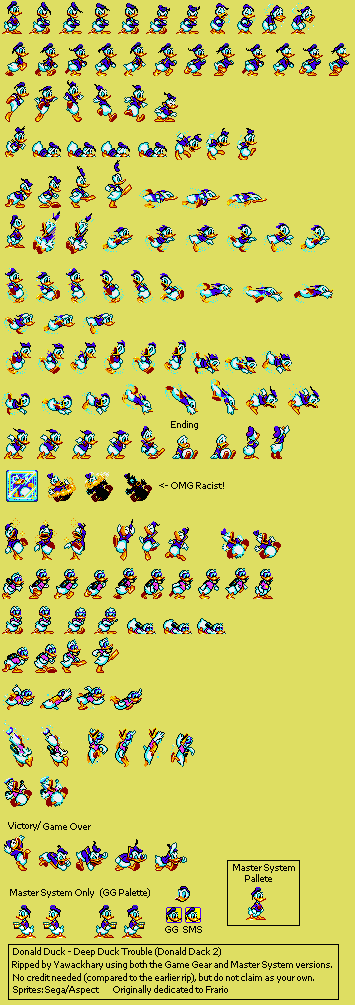 Ending
<- OMG Racist!
Victory/ Game Over
Master System Only  (GG Palette)
GG SMS
Master System
Pallete
Donald Duck - Deep Duck Trouble (Donald Dack 2)
Ripped by Yawackhary using both the Game Gear and Master System versions.
No credit needed (compared to the earlier rip), but do not claim as your own.
Sprites:Sega/Aspect Originally dedicated to Frario